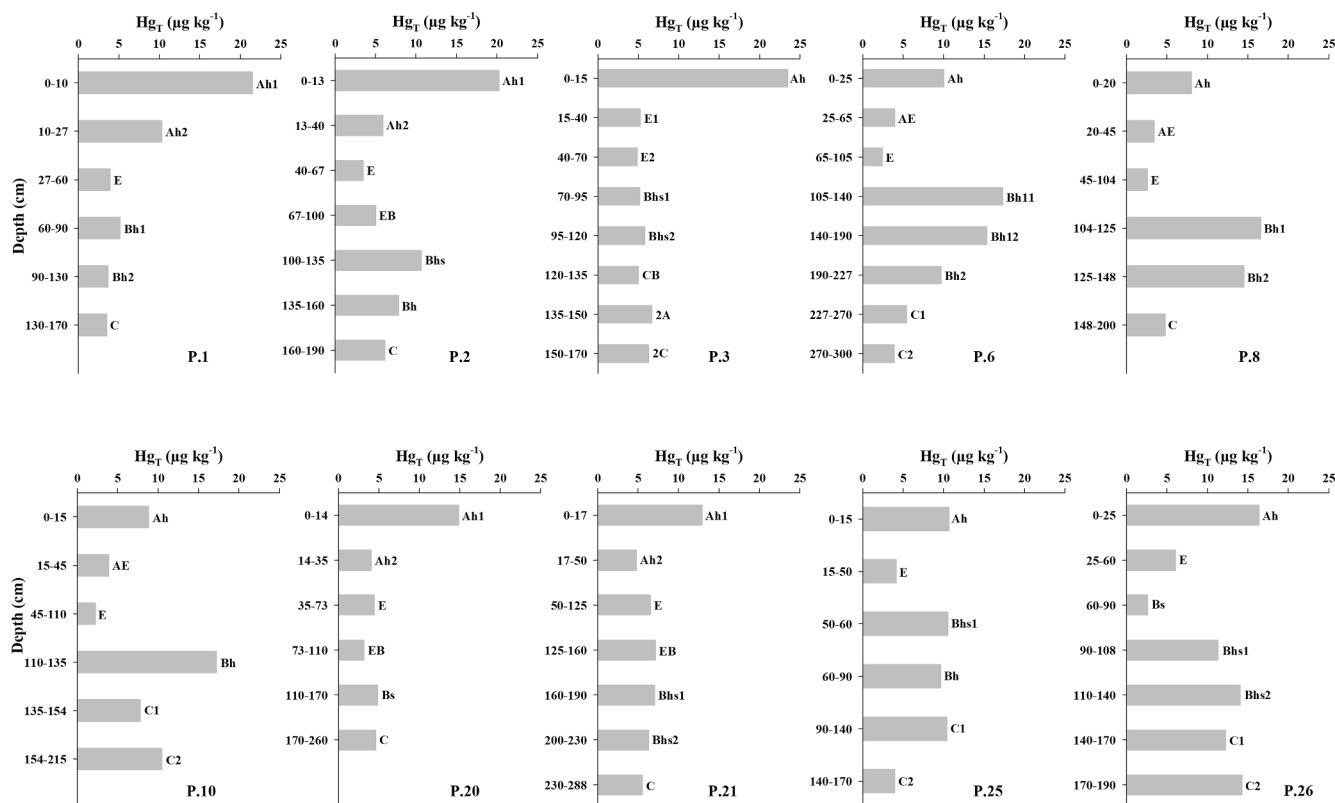 Hg_T (µg kg⁻¹)
0 5 10 15 20 25
Depth (cm)
0-10 Ah1
10-27 Ah2
27-60 E
60-90 Bh1
90-130 Bh2
130-170 C
P.1
Hg_T (µg kg⁻¹)
0 5 10 15 20 25
0-13 Ah1
13-40 Ah2
40-67 E
67-100 EB
100-135 Bhs
135-160 Bh
160-190 C
P.2
Hg_T (µg kg⁻¹)
0 5 10 15 20 25
0-15 Ah
15-40 E1
40-70 E2
70-95 Bhs1
95-120 Bhs2
120-135 CB
135-150 2A
150-170 2C
P.3
Hg_T (µg kg⁻¹)
0 5 10 15 20 25
0-25 Ah
25-65 AE
65-105 E
105-140 Bh11
140-190 Bh12
190-227 Bh2
227-270 C1
270-300 C2
P.6
Hg_T (µg kg⁻¹)
0 5 10 15 20 25
0-20 Ah
20-45 AE
45-104 E
104-125 Bh1
125-148 Bh2
148-200 C
P.8
Hg_T (µg kg⁻¹)
0 5 10 15 20 25
Depth (cm)
0-15 Ah
15-45 AE
45-110 E
110-135 Bh
135-154 C1
154-215 C2
P.10
Hg_T (µg kg⁻¹)
0 5 10 15 20 25
0-14 Ah1
14-35 Ah2
35-73 E
73-110 EB
110-170 Bs
170-260 C
P.20
Hg_T (µg kg⁻¹)
0 5 10 15 20 25
0-17 Ah1
17-50 Ah2
50-125 E
125-160 EB
160-190 Bhs1
200-230 Bhs2
230-288 C
P.21
Hg_T (µg kg⁻¹)
0 5 10 15 20 25
0-15 Ah
15-50 E
50-60 Bhs1
60-90 Bh
90-140 C1
140-170 C2
P.25
Hg_T (µg kg⁻¹)
0 5 10 15 20 25
0-25 Ah
25-60 E
60-90 Bs
90-108 Bhs1
110-140 Bhs2
140-170 C1
170-190 C2
P.26